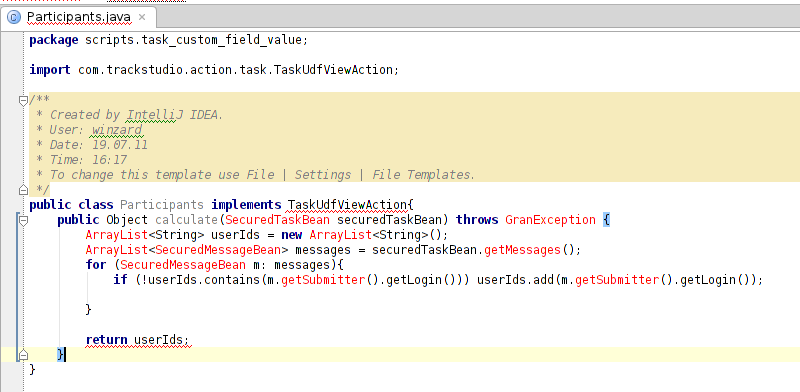 Participants.java
package scripts.task_custom_field_value;
import com.trackstudio.action.task.TaskUdfViewAction;
/**
* Created by IntelliJ IDEA.
* User: winzard
* Date: 19.07.11
* Time: 16:17
* To change this template use File | Settings | File Templates.
*/
public class Participants implements TaskUdfViewAction{
public Object calculate(SecuredTaskBean securedTaskBean) throws GranException {
ArrayList<String> userIds = new ArrayList<String>();
ArrayList<SecuredMessageBean> messages = securedTaskBean.getMessages();
for (SecuredMessageBean m: messages){
if (!userIds.contains(m.getSubmitter().getLogin())) userIds.add(m.getSubmitter().getLogin());
}
return userIds;
}
}